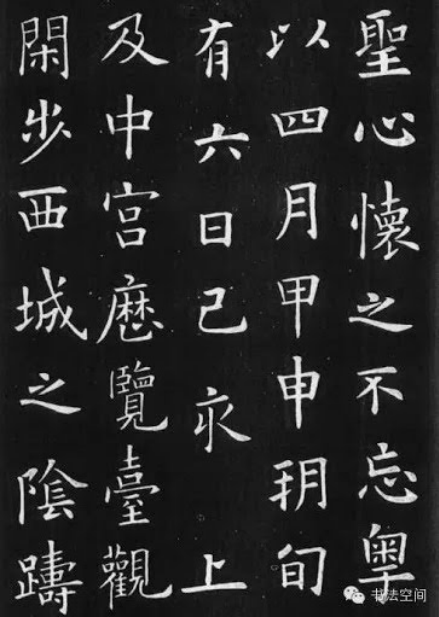 聖心懷之不忘粵
以四月甲申朔旬
有六日己亥上
及中宮歷覽臺觀
閑步西城之陰躊
书法空间